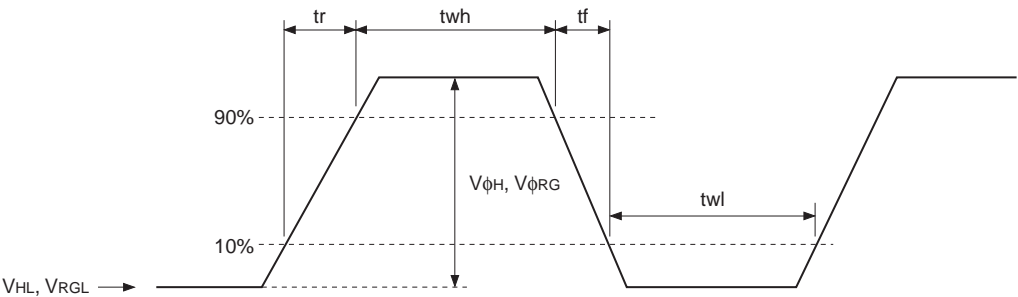 tr
twh
tf
90%
VϕH, VϕRG
twl
10%
VHL, VRGL